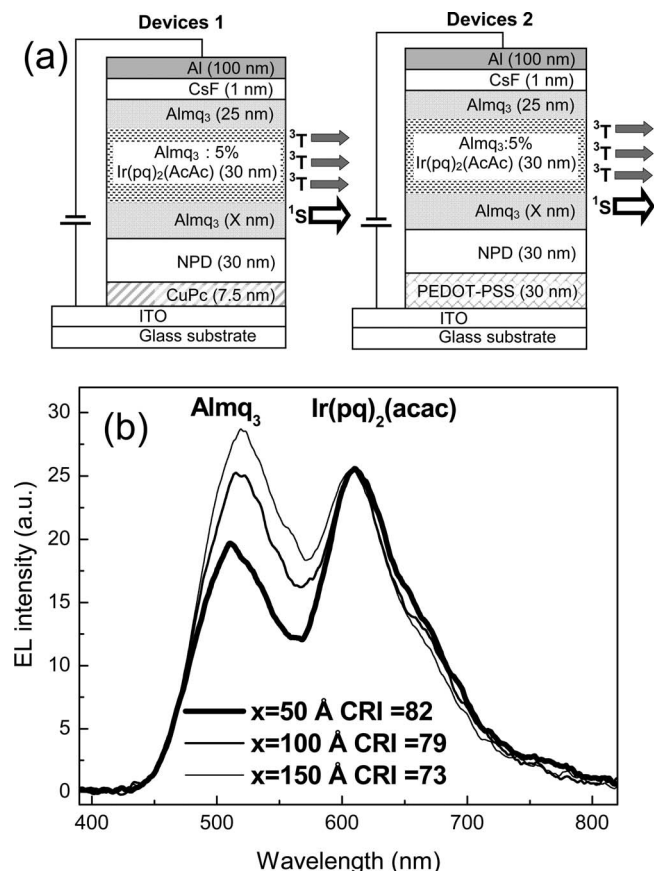 (a)
Devices 1
Al (100 nm)
CsF (1 nm)
Almq₃ (25 nm)
Almq₃ : 5%
Ir(pq)₂(AcAc) (30 nm)
Almq₃ (X nm)
NPD (30 nm)
CuPc (7.5 nm)
ITO
Glass substrate
³T
³T
³T
¹S
Devices 2
Al (100 nm)
CsF (1 nm)
Almq₃ (25 nm)
Almq₃:5%
Ir(pq)₂(AcAc) (30 nm)
Almq₃ (X nm)
NPD (30 nm)
PEDOT-PSS (30 nm)
ITO
Glass substrate
³T
³T
³T
¹S
(b)
Almq₃
Ir(pq)₂(acac)
EL intensity (a.u.)
30
25
20
15
10
5
0
x=50 Å CRI =82
x=100 Å CRI =79
x=150 Å CRI =73
400 500 600 700 800
Wavelength (nm)